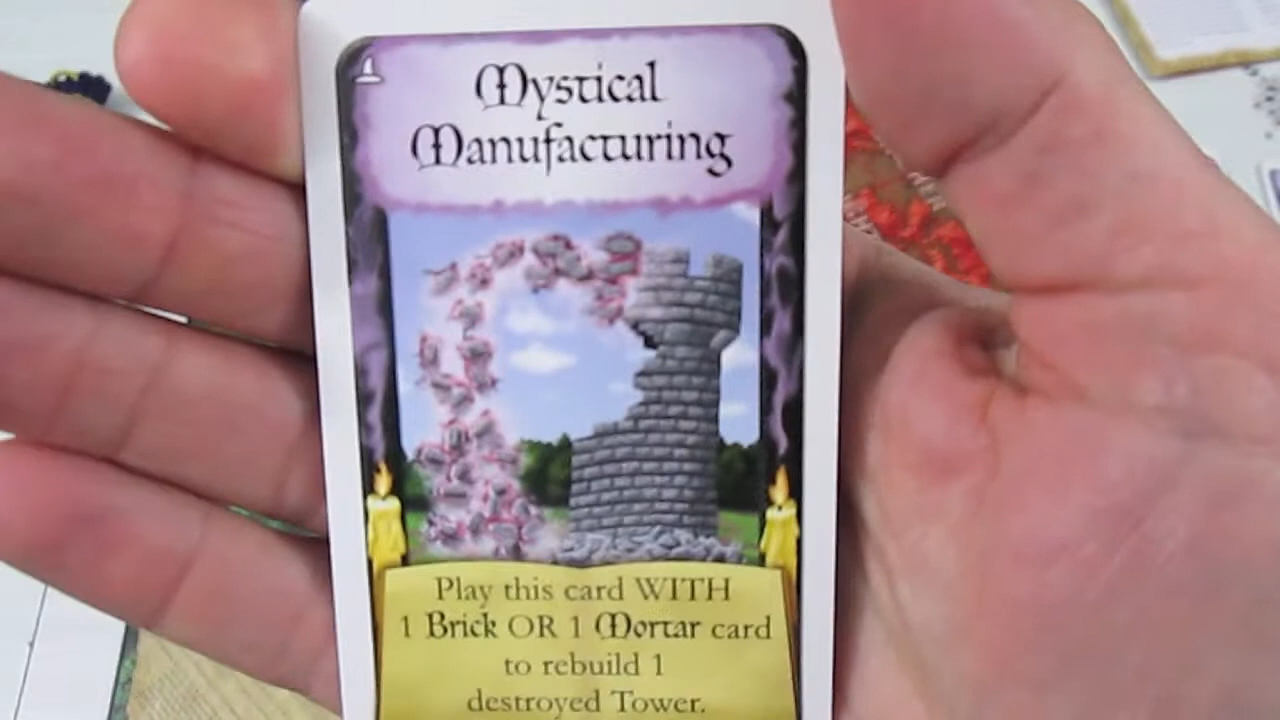 Mystical
Manufacturing
Play this card WITH
1 Brick OR 1 Mortar card
to rebuild 1
destroyed Tower.